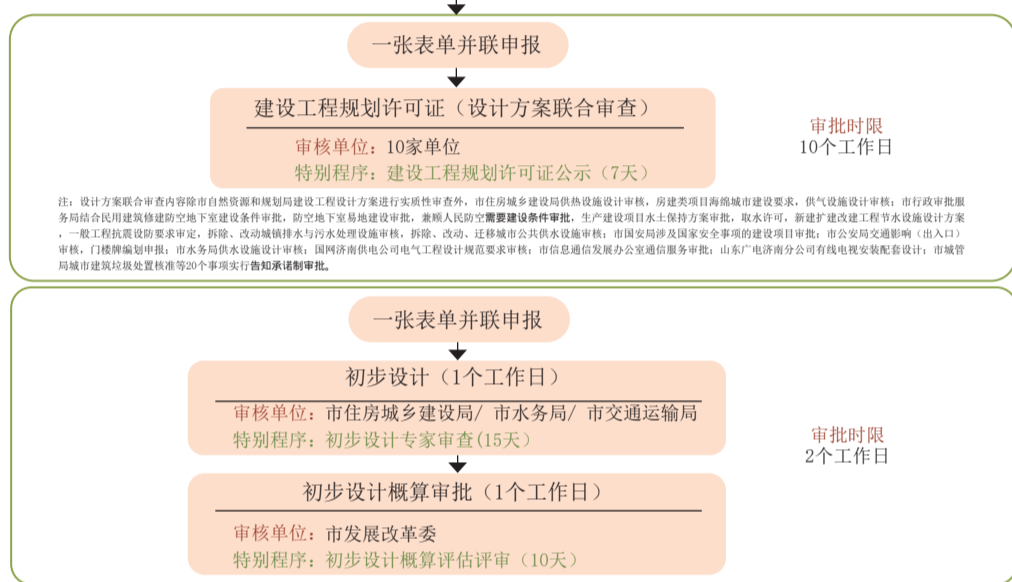 一张表单并联申报
建设工程规划许可证（设计方案联合审查）
审核单位：10家单位
特别程序：建设工程规划许可证公示（7天）
审批时限
10个工作日
注：设计方案联合审查内容除市自然资源和规划局建设工程设计方案进行实质性审查外，市住房城乡建设局供热设施设计审核，房建类项目海绵城市建设要求，供气设施设计审核；市行政审批服
务局结合民用建筑修建防空地下室建设条件审批，防空地下室易地建设审批，兼顾人民防空需要建设条件审批，生产建设项目水土保持方案审批，取水许可，新建扩建改建工程节水设施设计方案
，一般工程抗震设防要求审定，拆除、改动城镇排水与污水处理设施审核，拆除、改动、迁移城市公共供水设施审核；市国安局涉及国家安全事项的建设项目审批；市公安局交通影响（出入口）
审核，门楼牌编划申报；市水务局供水设施设计审核；国网济南供电公司电气工程设计规范要求审核；市信息通信发展办公室通信服务审批；山东广电济南分公司有线电视安装配套设计；市城管
局城市建筑垃圾处置核准等20个事项实行告知承诺制审批。
一张表单并联申报
初步设计（1个工作日）
审核单位：市住房城乡建设局/ 市水务局/ 市交通运输局
特别程序：初步设计专家审查(15天）
审批时限
2个工作日
初步设计概算审批（1个工作日）
审核单位：市发展改革委
特别程序：初步设计概算评估评审（10天）